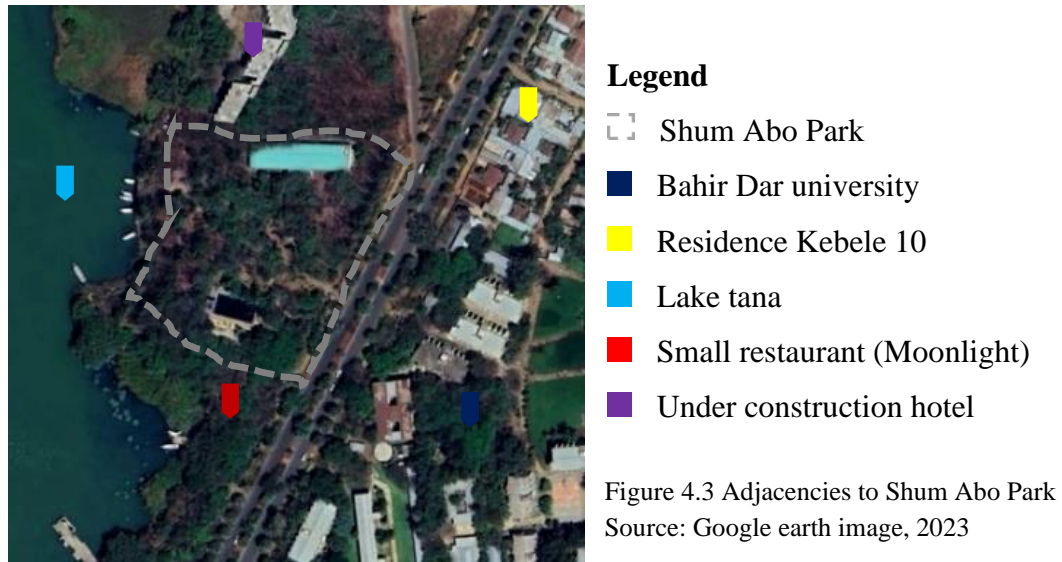 Legend
Shum Abo Park
Bahir Dar university
Residence Kebele 10
Lake tana
Small restaurant (Moonlight)
Under construction hotel
Figure 4.3 Adjacencies to Shum Abo Park
Source: Google earth image, 2023